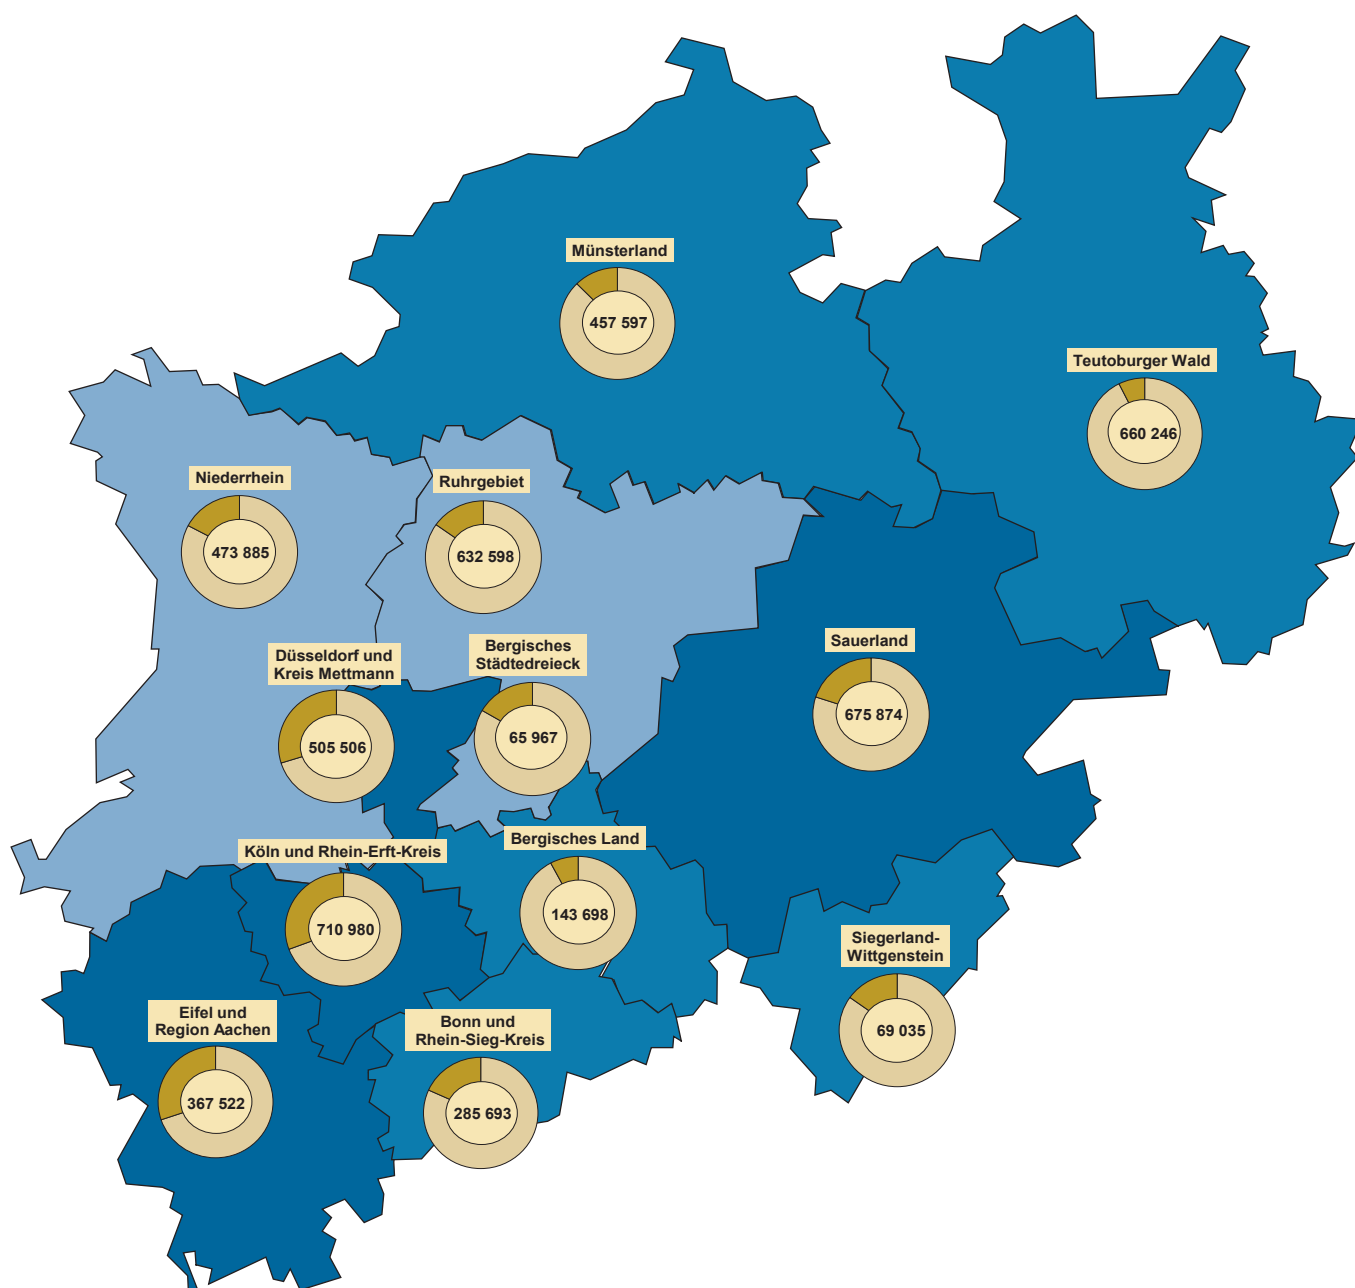 Münsterland
457 597
Teutoburger Wald
660 246
Niederrhein
473 885
Ruhrgebiet
632 598
Sauerland
675 874
Düsseldorf und
Kreis Mettmann
505 506
Bergisches
Städtedreieck
65 967
Köln und Rhein-Erft-Kreis
710 980
Bergisches Land
143 698
Siegerland-
Wittgenstein
69 035
Eifel und
Region Aachen
367 522
Bonn und
Rhein-Sieg-Kreis
285 693